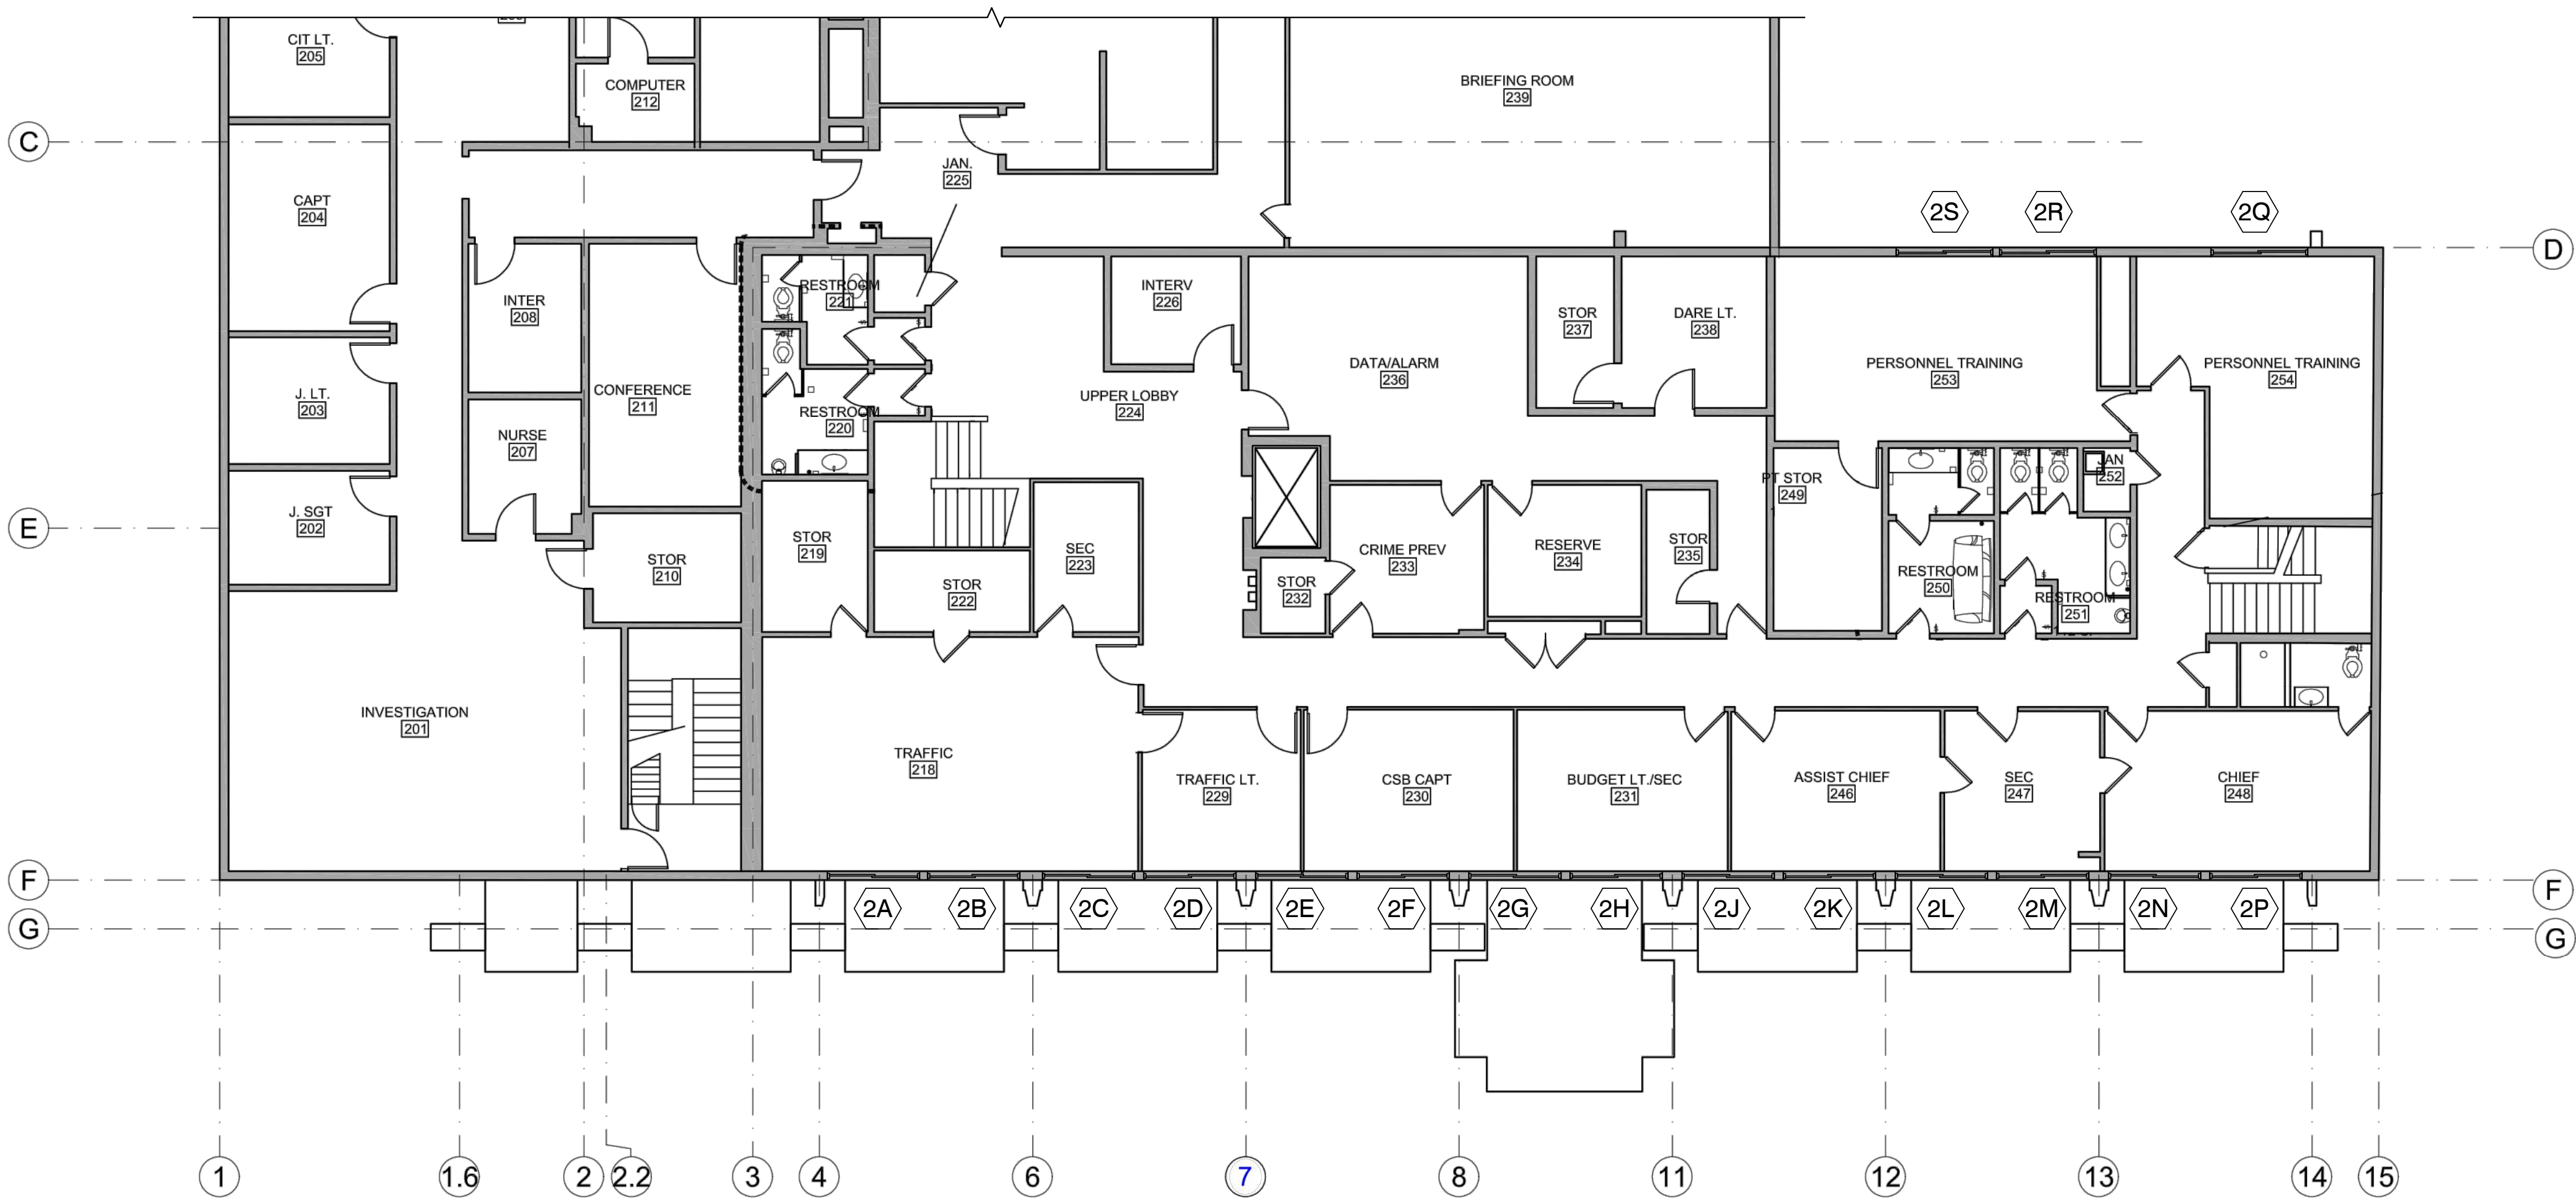 CIT LT.
205
COMPUTER
212
BRIEFING ROOM
239
C
JAN.
225
CAPT
204
2S
2R
2Q
D
INTER
208
RESTROOM
221
INTERV
226
STOR
237
DARE LT.
238
DATA/ALARM
236
PERSONNEL TRAINING
253
PERSONNEL TRAINING
254
J. LT.
203
CONFERENCE
211
UPPER LOBBY
224
RESTROOM
220
NURSE
207
PT STOR
249
JAN
252
J. SGT
202
E
STOR
219
SEC
223
CRIME PREV
233
RESERVE
234
STOR
235
STOR
210
STOR
222
STOR
232
RESTROOM
250
RESTROOM
251
INVESTIGATION
201
TRAFFIC
218
TRAFFIC LT.
229
CSB CAPT
230
BUDGET LT./SEC
231
ASSIST CHIEF
246
SEC
247
CHIEF
248
F
F
2A
2B
2C
2D
2E
2F
2G
2H
2J
2K
2L
2M
2N
2P
G
G
1
1.6
2
2.2
3
4
6
7
8
11
12
13
14
15